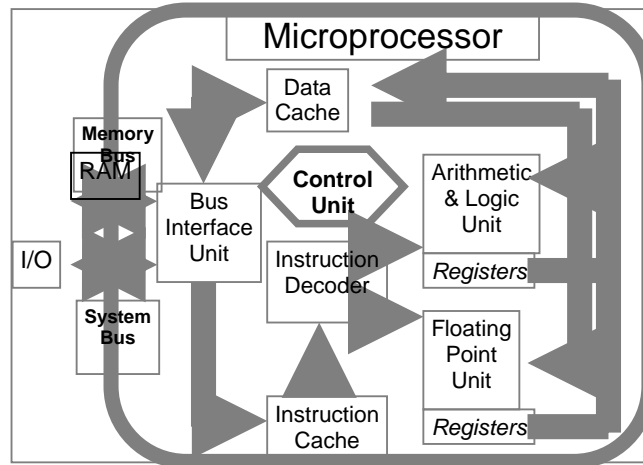 Microprocessor
Data
Cache
Memory
Bus
RAM
Control
Unit
Arithmetic
& Logic
Unit
Registers
Bus
Interface
Unit
I/O
Instruction
Decoder
System
Bus
Floating
Point
Unit
Registers
Instruction
Cache